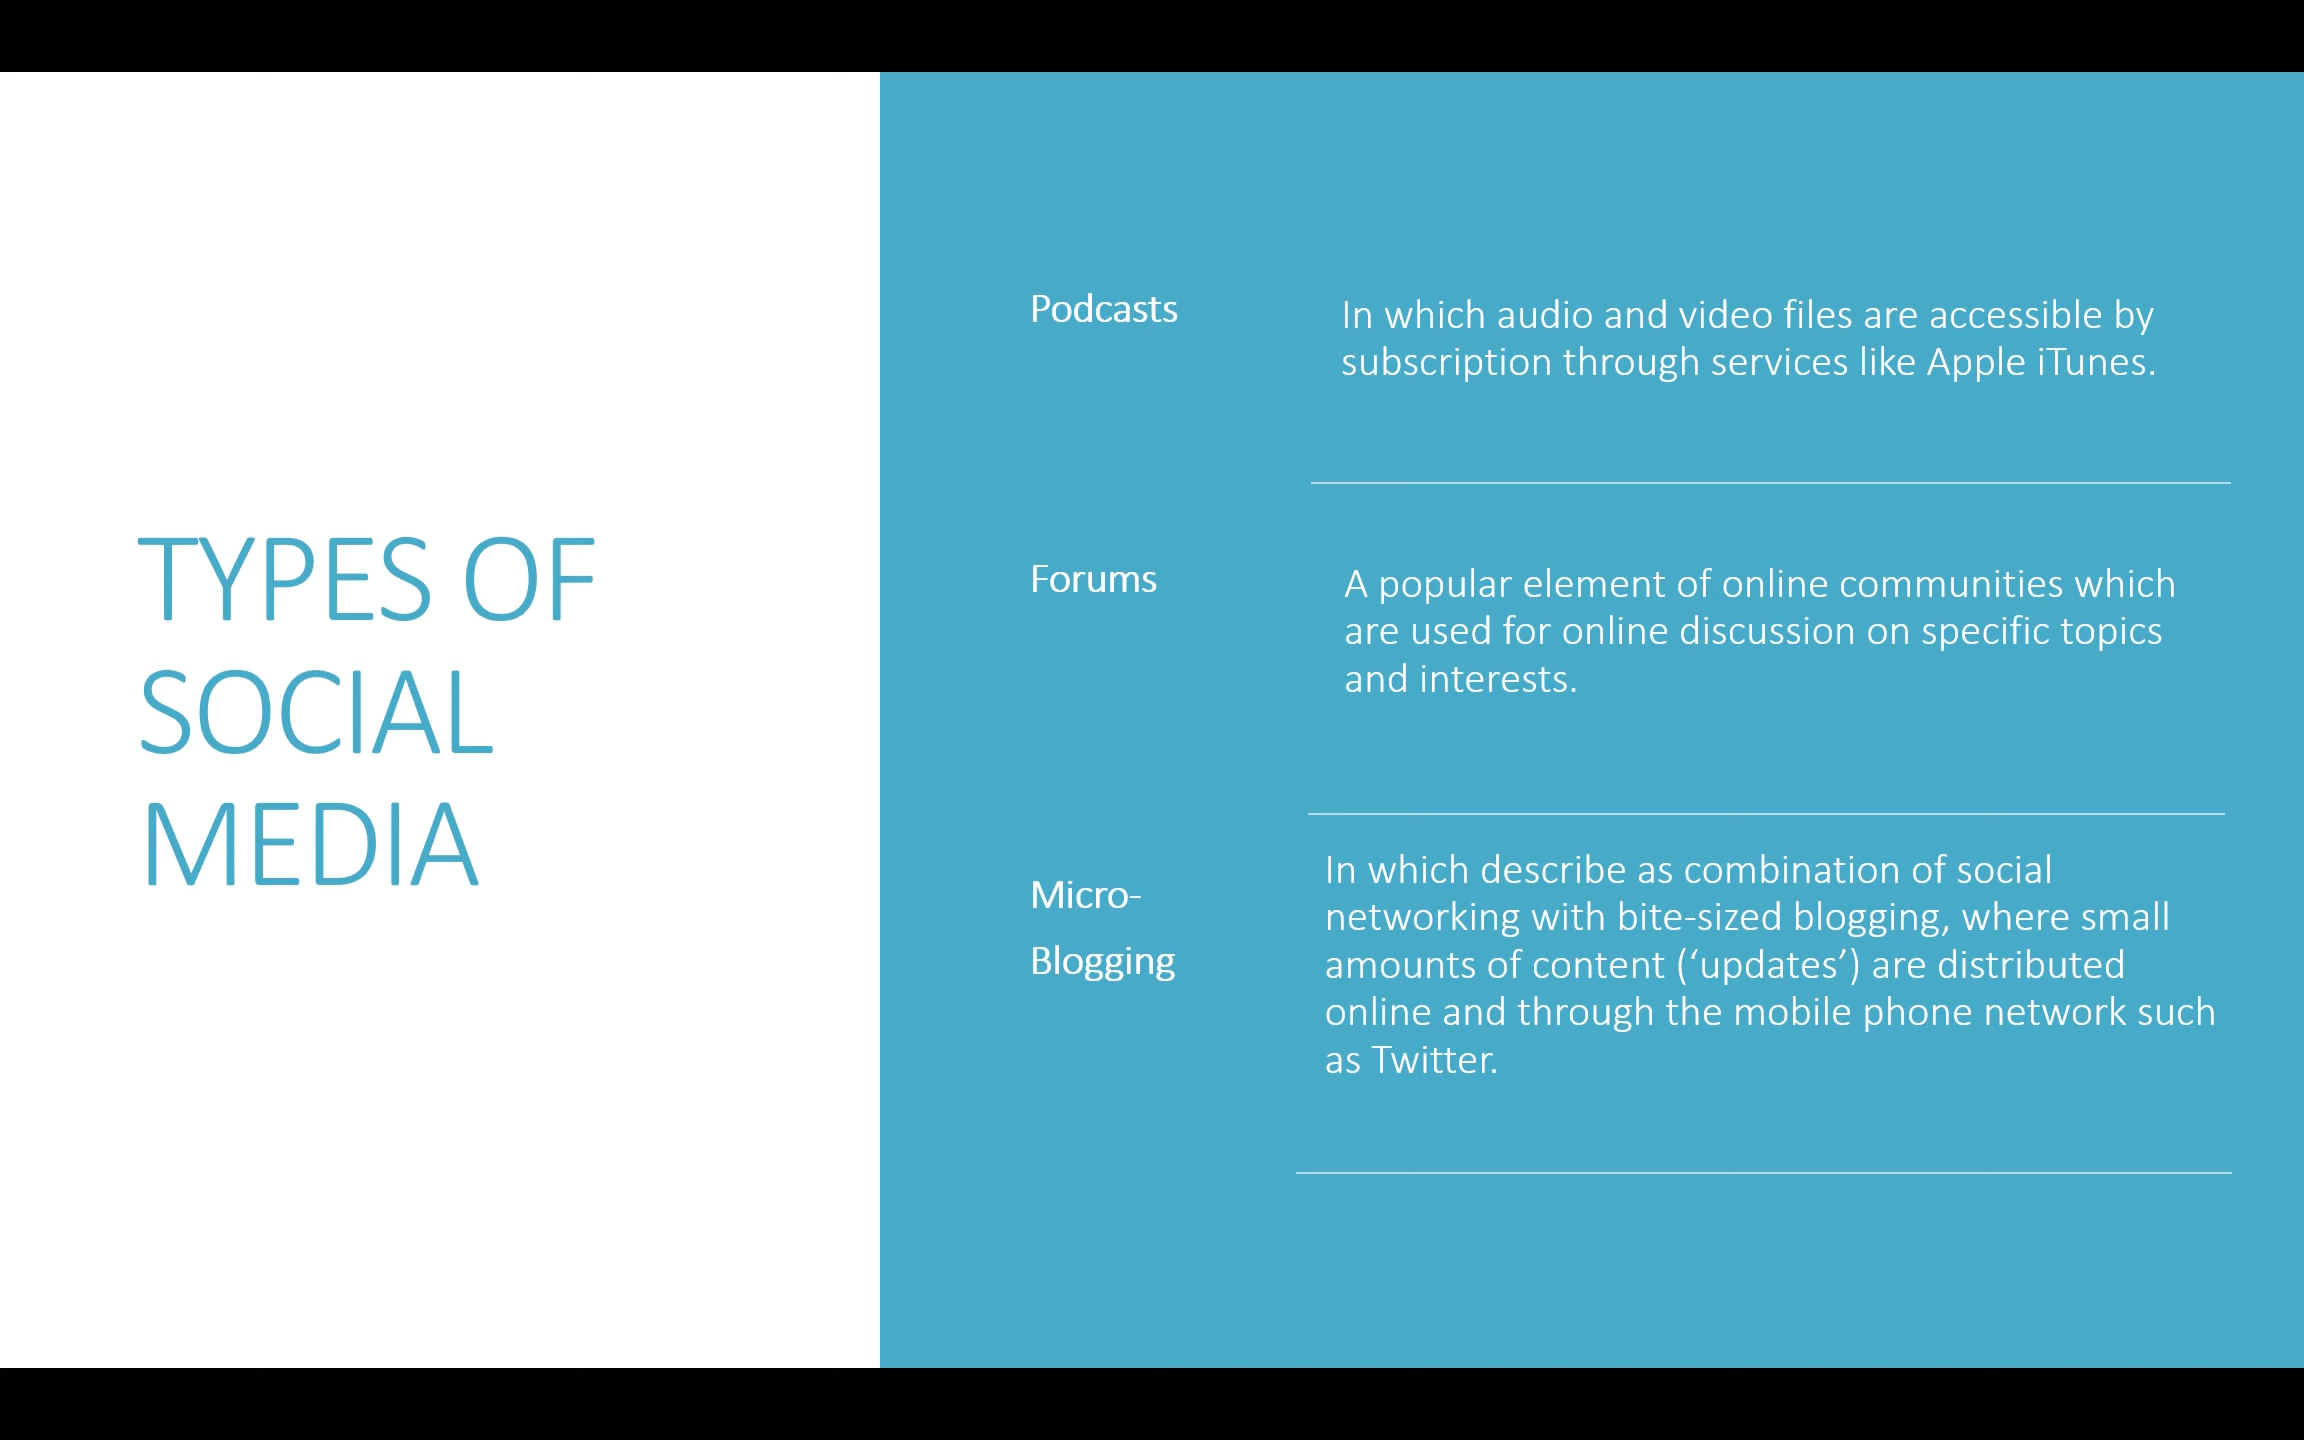 TYPES OF
SOCIAL
MEDIA
Podcasts
In which audio and video files are accessible by
subscription through services like Apple iTunes.
Forums
A popular element of online communities which
are used for online discussion on specific topics
and interests.
Micro-
Blogging
In which describe as combination of social
networking with bite-sized blogging, where small
amounts of content (‘updates’) are distributed
online and through the mobile phone network such
as Twitter.